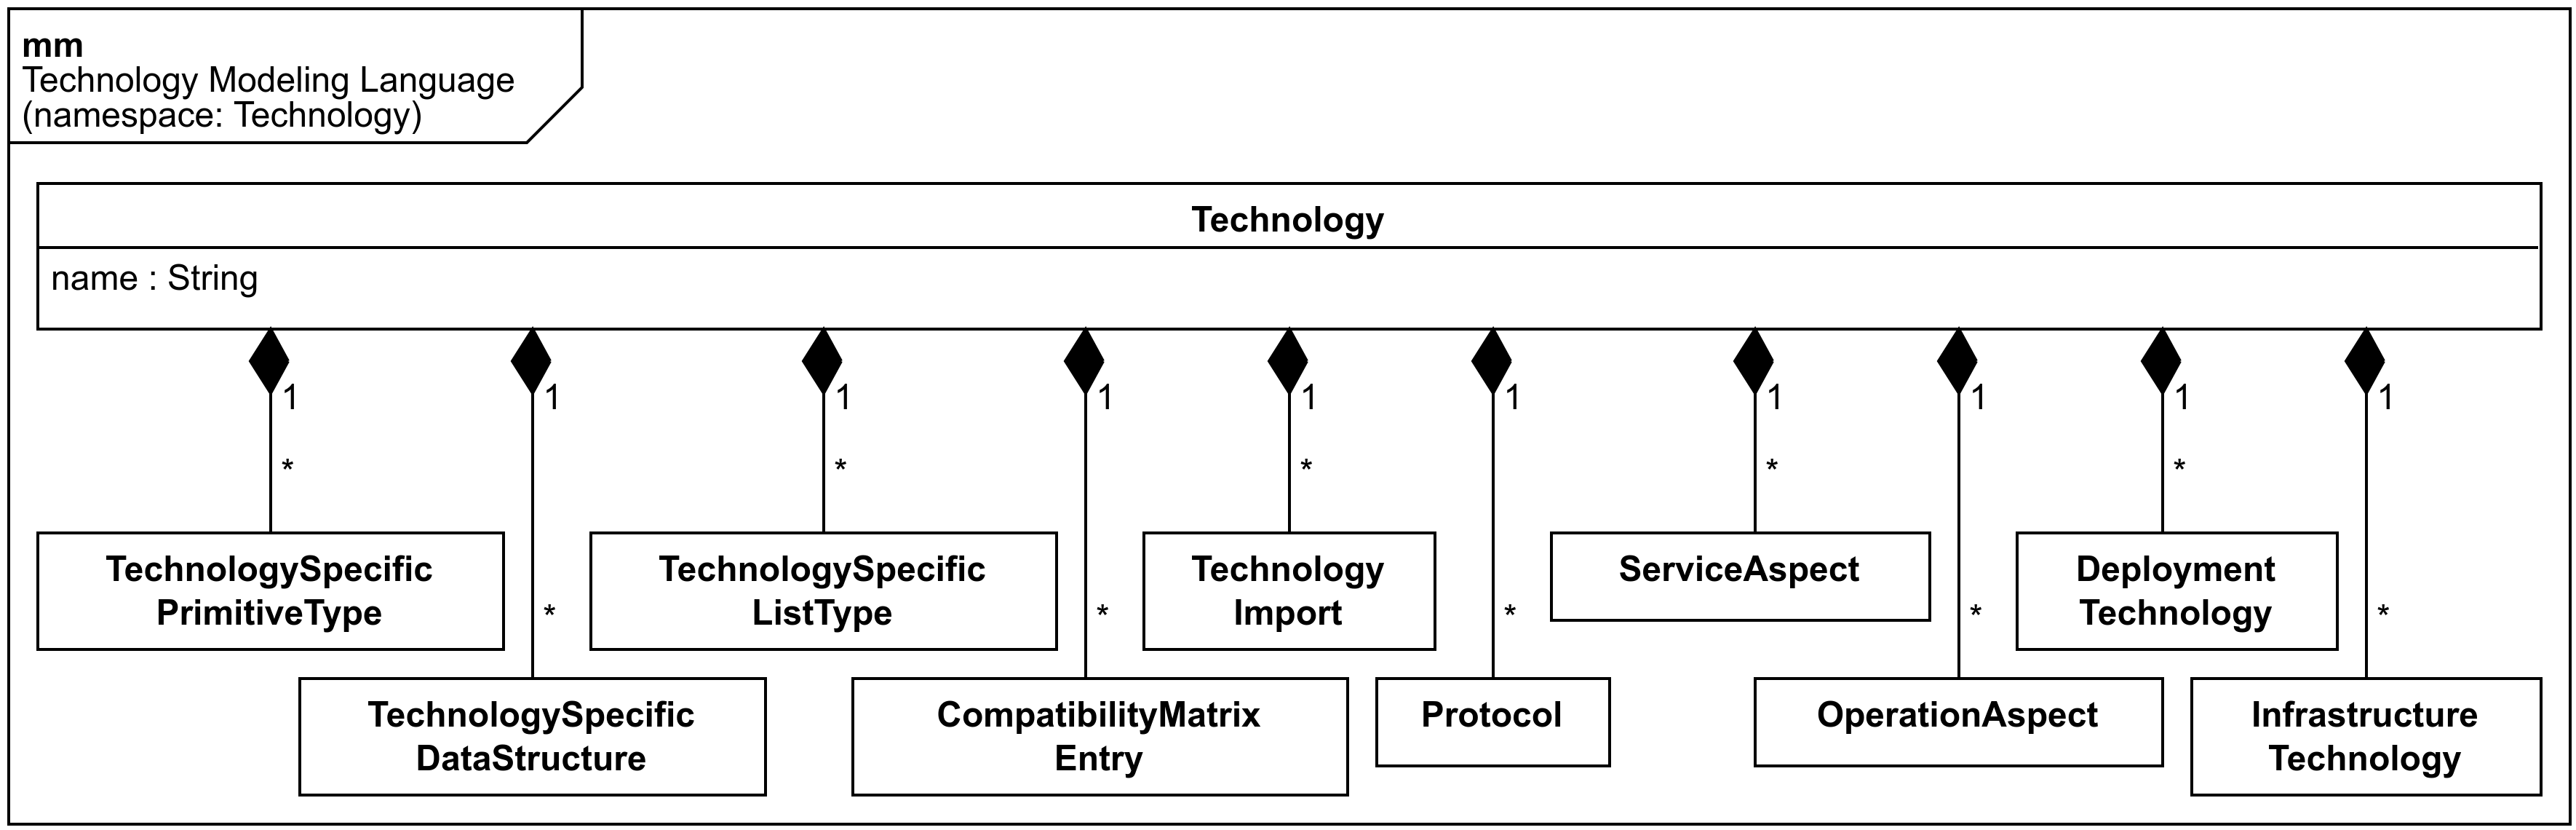 mm
Technology Modeling Language
(namespace: Technology)
Technology
name : String
1
1
1
1
1
1
1
1
1
1
*
*
*
*
*
TechnologySpecific
PrimitiveType
TechnologySpecific
ListType
Technology
Import
ServiceAspect
Deployment
Technology
*
*
*
*
*
TechnologySpecific
DataStructure
CompatibilityMatrix
Entry
Protocol
OperationAspect
Infrastructure
Technology